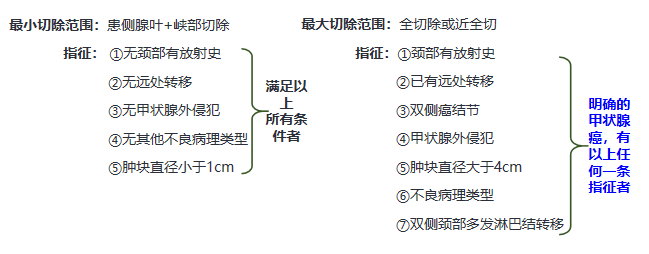 最小切除范围：患侧腺叶+峡部切除
指征：①无颈部有放射史
②无远处转移
③无甲状腺外侵犯
④无其他不良病理类型
⑤肿块直径小于1cm
满足以
上
所有条
件者
最大切除范围：全切除或近全切
指征：①颈部有放射史
②已有远处转移
③双侧癌结节
④甲状腺外侵犯
⑤肿块直径大于4cm
⑥不良病理类型
⑦双侧颈部多发淋巴结转移
明确的
甲状腺
癌，有
以上任
何一条
指征者